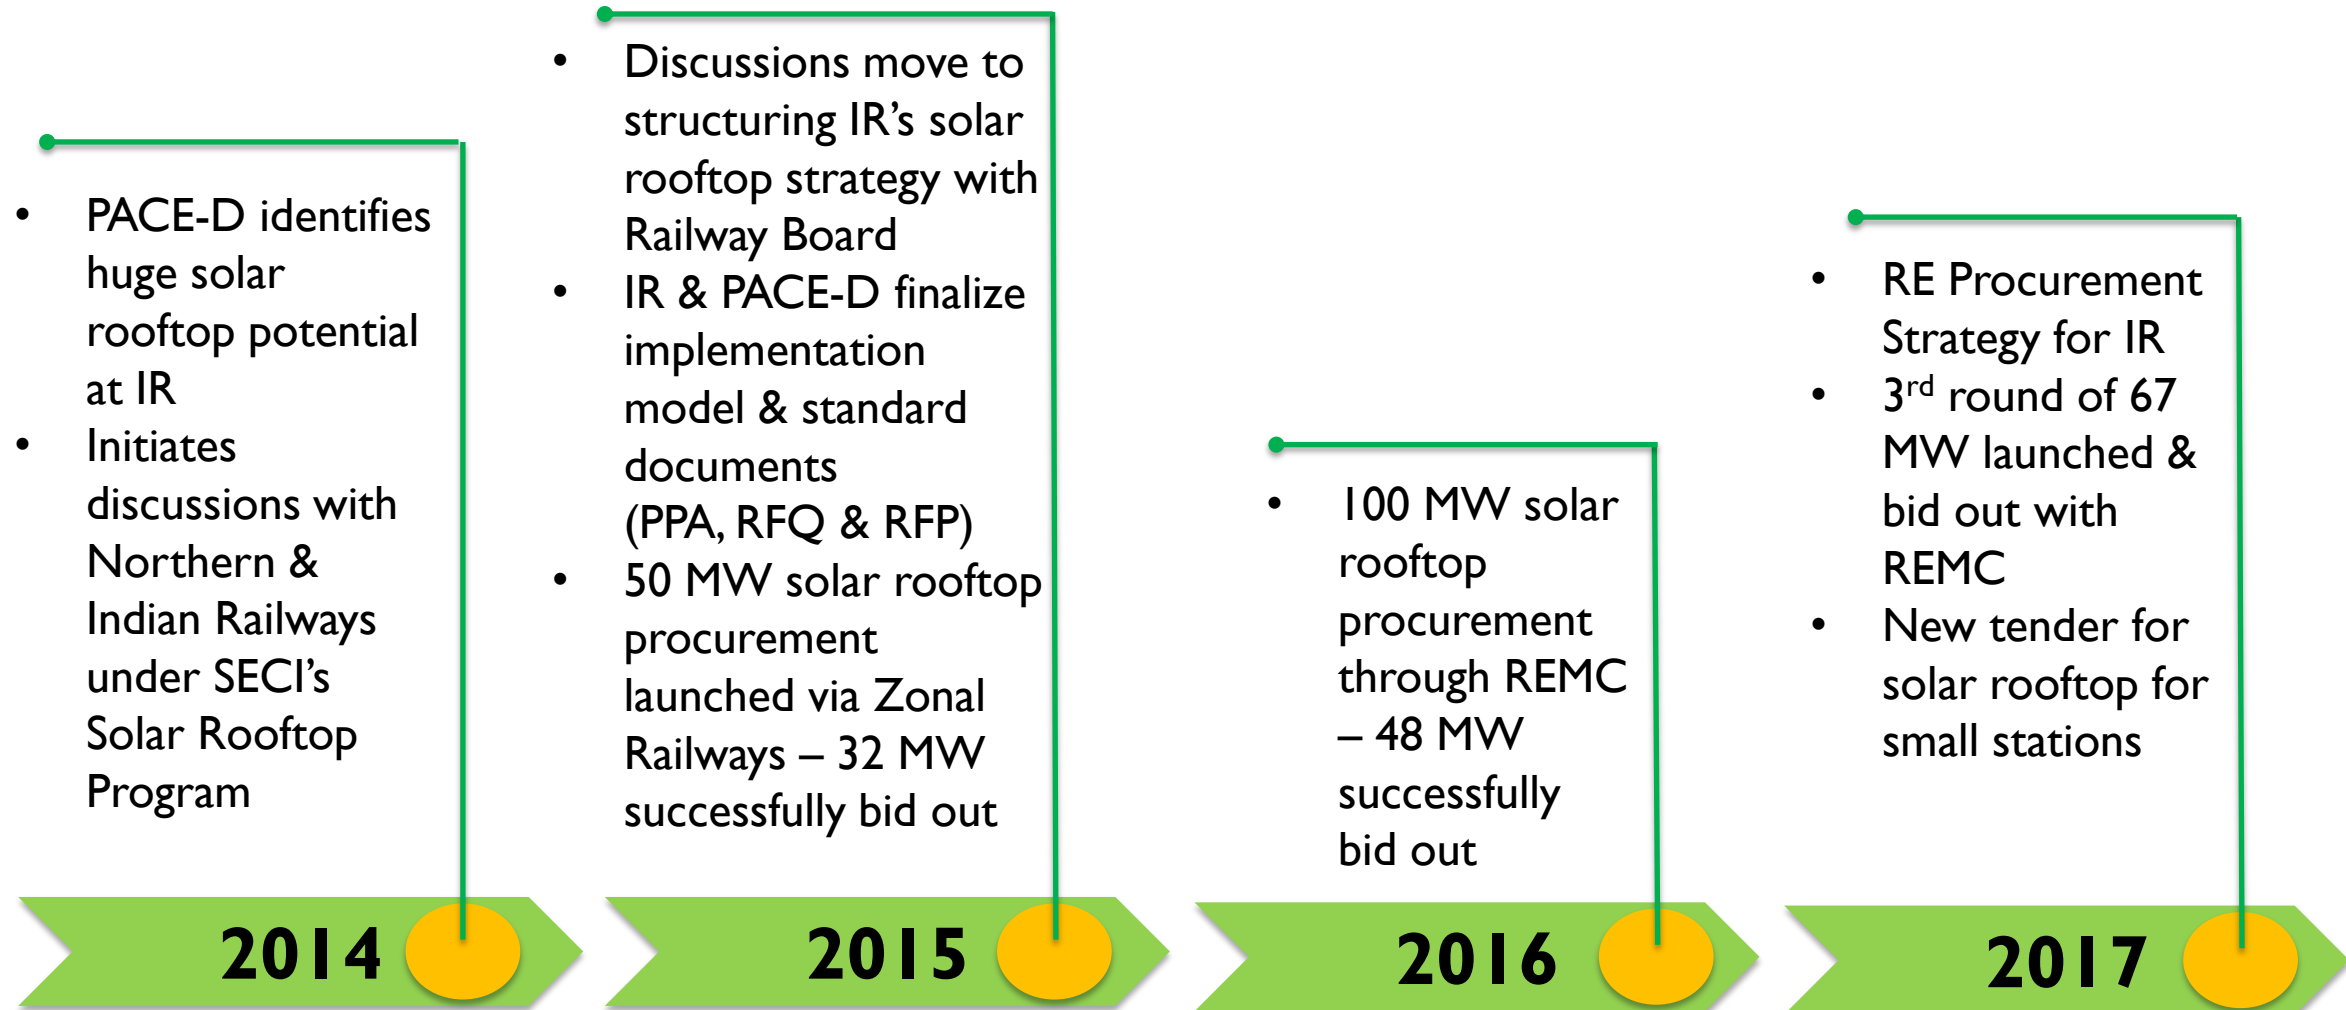 • PACE-D identifies
huge solar
rooftop potential
at IR
• Initiates
discussions with
Northern &
Indian Railways
under SECI’s
Solar Rooftop
Program
2014
• Discussions move to
structuring IR’s solar
rooftop strategy with
Railway Board
• IR & PACE-D finalize
implementation
model & standard
documents
(PPA, RFQ & RFP)
• 50 MW solar rooftop
procurement
launched via Zonal
Railways – 32 MW
successfully bid out
2015
• 100 MW solar
rooftop
procurement
through REMC
– 48 MW
successfully
bid out
2016
• RE Procurement
Strategy for IR
• 3rd round of 67
MW launched &
bid out with
REMC
• New tender for
solar rooftop for
small stations
2017